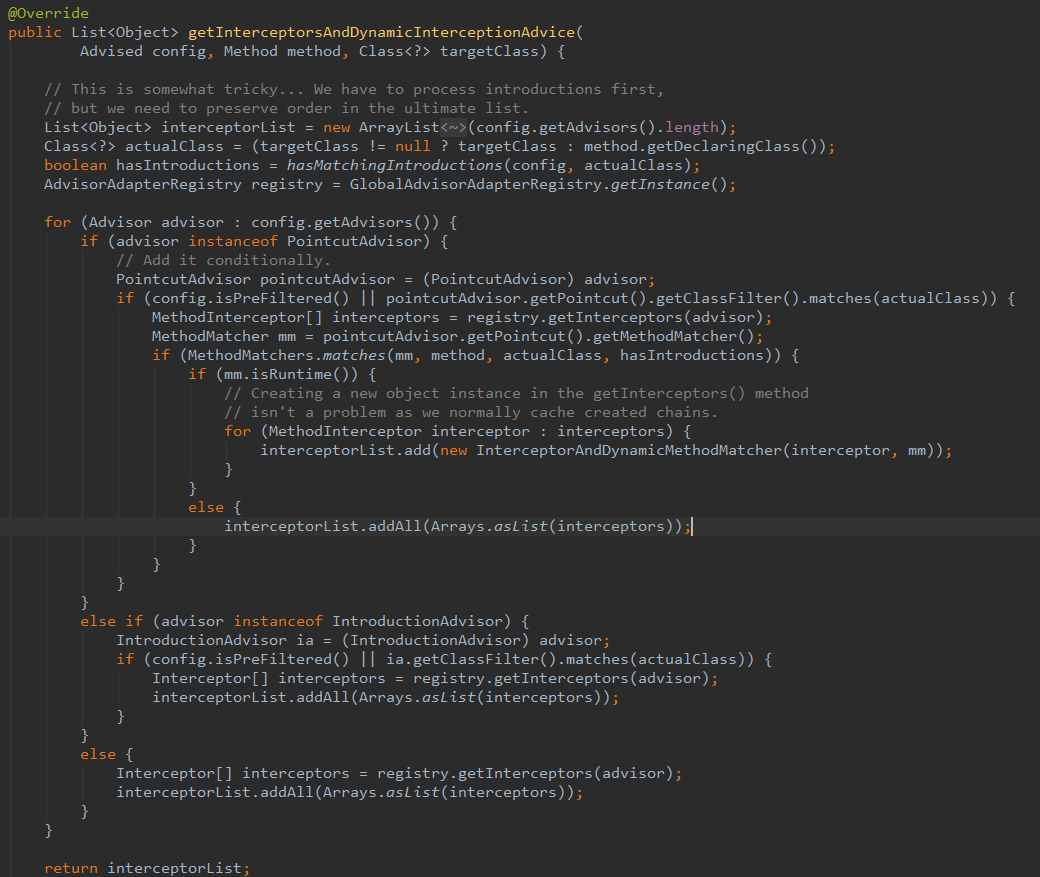 @Override
public List<Object> getInterceptorsAndDynamicInterceptionAdvice(
        Advised config, Method method, Class<?> targetClass) {

    // This is somewhat tricky... We have to process introductions first,
    // but we need to preserve order in the ultimate list.
    List<Object> interceptorList = new ArrayList<~>(config.getAdvisors().length);
    Class<?> actualClass = (targetClass != null ? targetClass : method.getDeclaringClass());
    boolean hasIntroductions = hasMatchingIntroductions(config, actualClass);
    AdvisorAdapterRegistry registry = GlobalAdvisorAdapterRegistry.getInstance();

    for (Advisor advisor : config.getAdvisors()) {
        if (advisor instanceof PointcutAdvisor) {
            // Add it conditionally.
            PointcutAdvisor pointcutAdvisor = (PointcutAdvisor) advisor;
            if (config.isPreFiltered() || pointcutAdvisor.getPointcut().getClassFilter().matches(actualClass)) {
                MethodInterceptor[] interceptors = registry.getInterceptors(advisor);
                MethodMatcher mm = pointcutAdvisor.getPointcut().getMethodMatcher();
                if (MethodMatchers.matches(mm, method, actualClass, hasIntroductions)) {
                    if (mm.isRuntime()) {
                        // Creating a new object instance in the getInterceptors() method
                        // isn't a problem as we normally cache created chains.
                        for (MethodInterceptor interceptor : interceptors) {
                            interceptorList.add(new InterceptorAndDynamicMethodMatcher(interceptor, mm));
                        }
                    }
                    else {
                        interceptorList.addAll(Arrays.asList(interceptors));
                    }
                }
            }
        }
        else if (advisor instanceof IntroductionAdvisor) {
            IntroductionAdvisor ia = (IntroductionAdvisor) advisor;
            if (config.isPreFiltered() || ia.getClassFilter().matches(actualClass)) {
                Interceptor[] interceptors = registry.getInterceptors(advisor);
                interceptorList.addAll(Arrays.asList(interceptors));
            }
        }
        else {
            Interceptor[] interceptors = registry.getInterceptors(advisor);
            interceptorList.addAll(Arrays.asList(interceptors));
        }
    }

    return interceptorList;